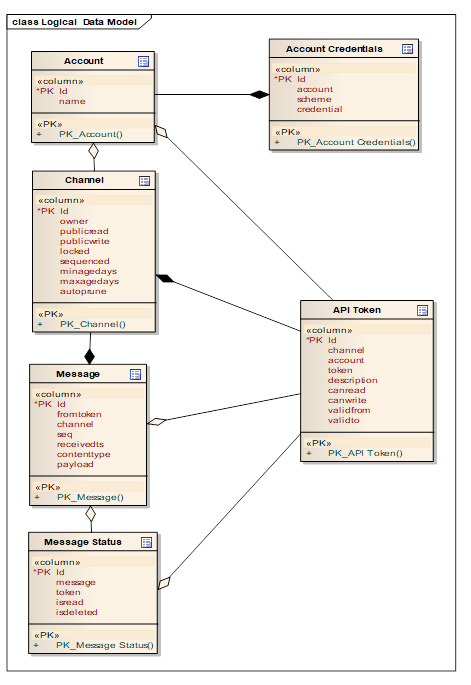 class Logical Data Model
Account
«column»
*PK Id
name
«PK»
+ PK_Account()
Account Credentials
«column»
*PK Id
account
scheme
credential
«PK»
+ PK_Account Credentials()
Channel
«column»
*PK Id
owner
publicread
publicwrite
locked
sequenced
minagedays
maxagedays
autoprune
«PK»
+ PK_Channel()
API Token
«column»
*PK Id
channel
account
token
description
canread
canwrite
validfrom
validto
«PK»
+ PK_API Token()
Message
«column»
*PK Id
fromtoken
channel
seq
receivedts
contenttype
payload
«PK»
+ PK_Message()
Message Status
«column»
*PK Id
message
token
isread
isdeleted
«PK»
+ PK_Message Status()